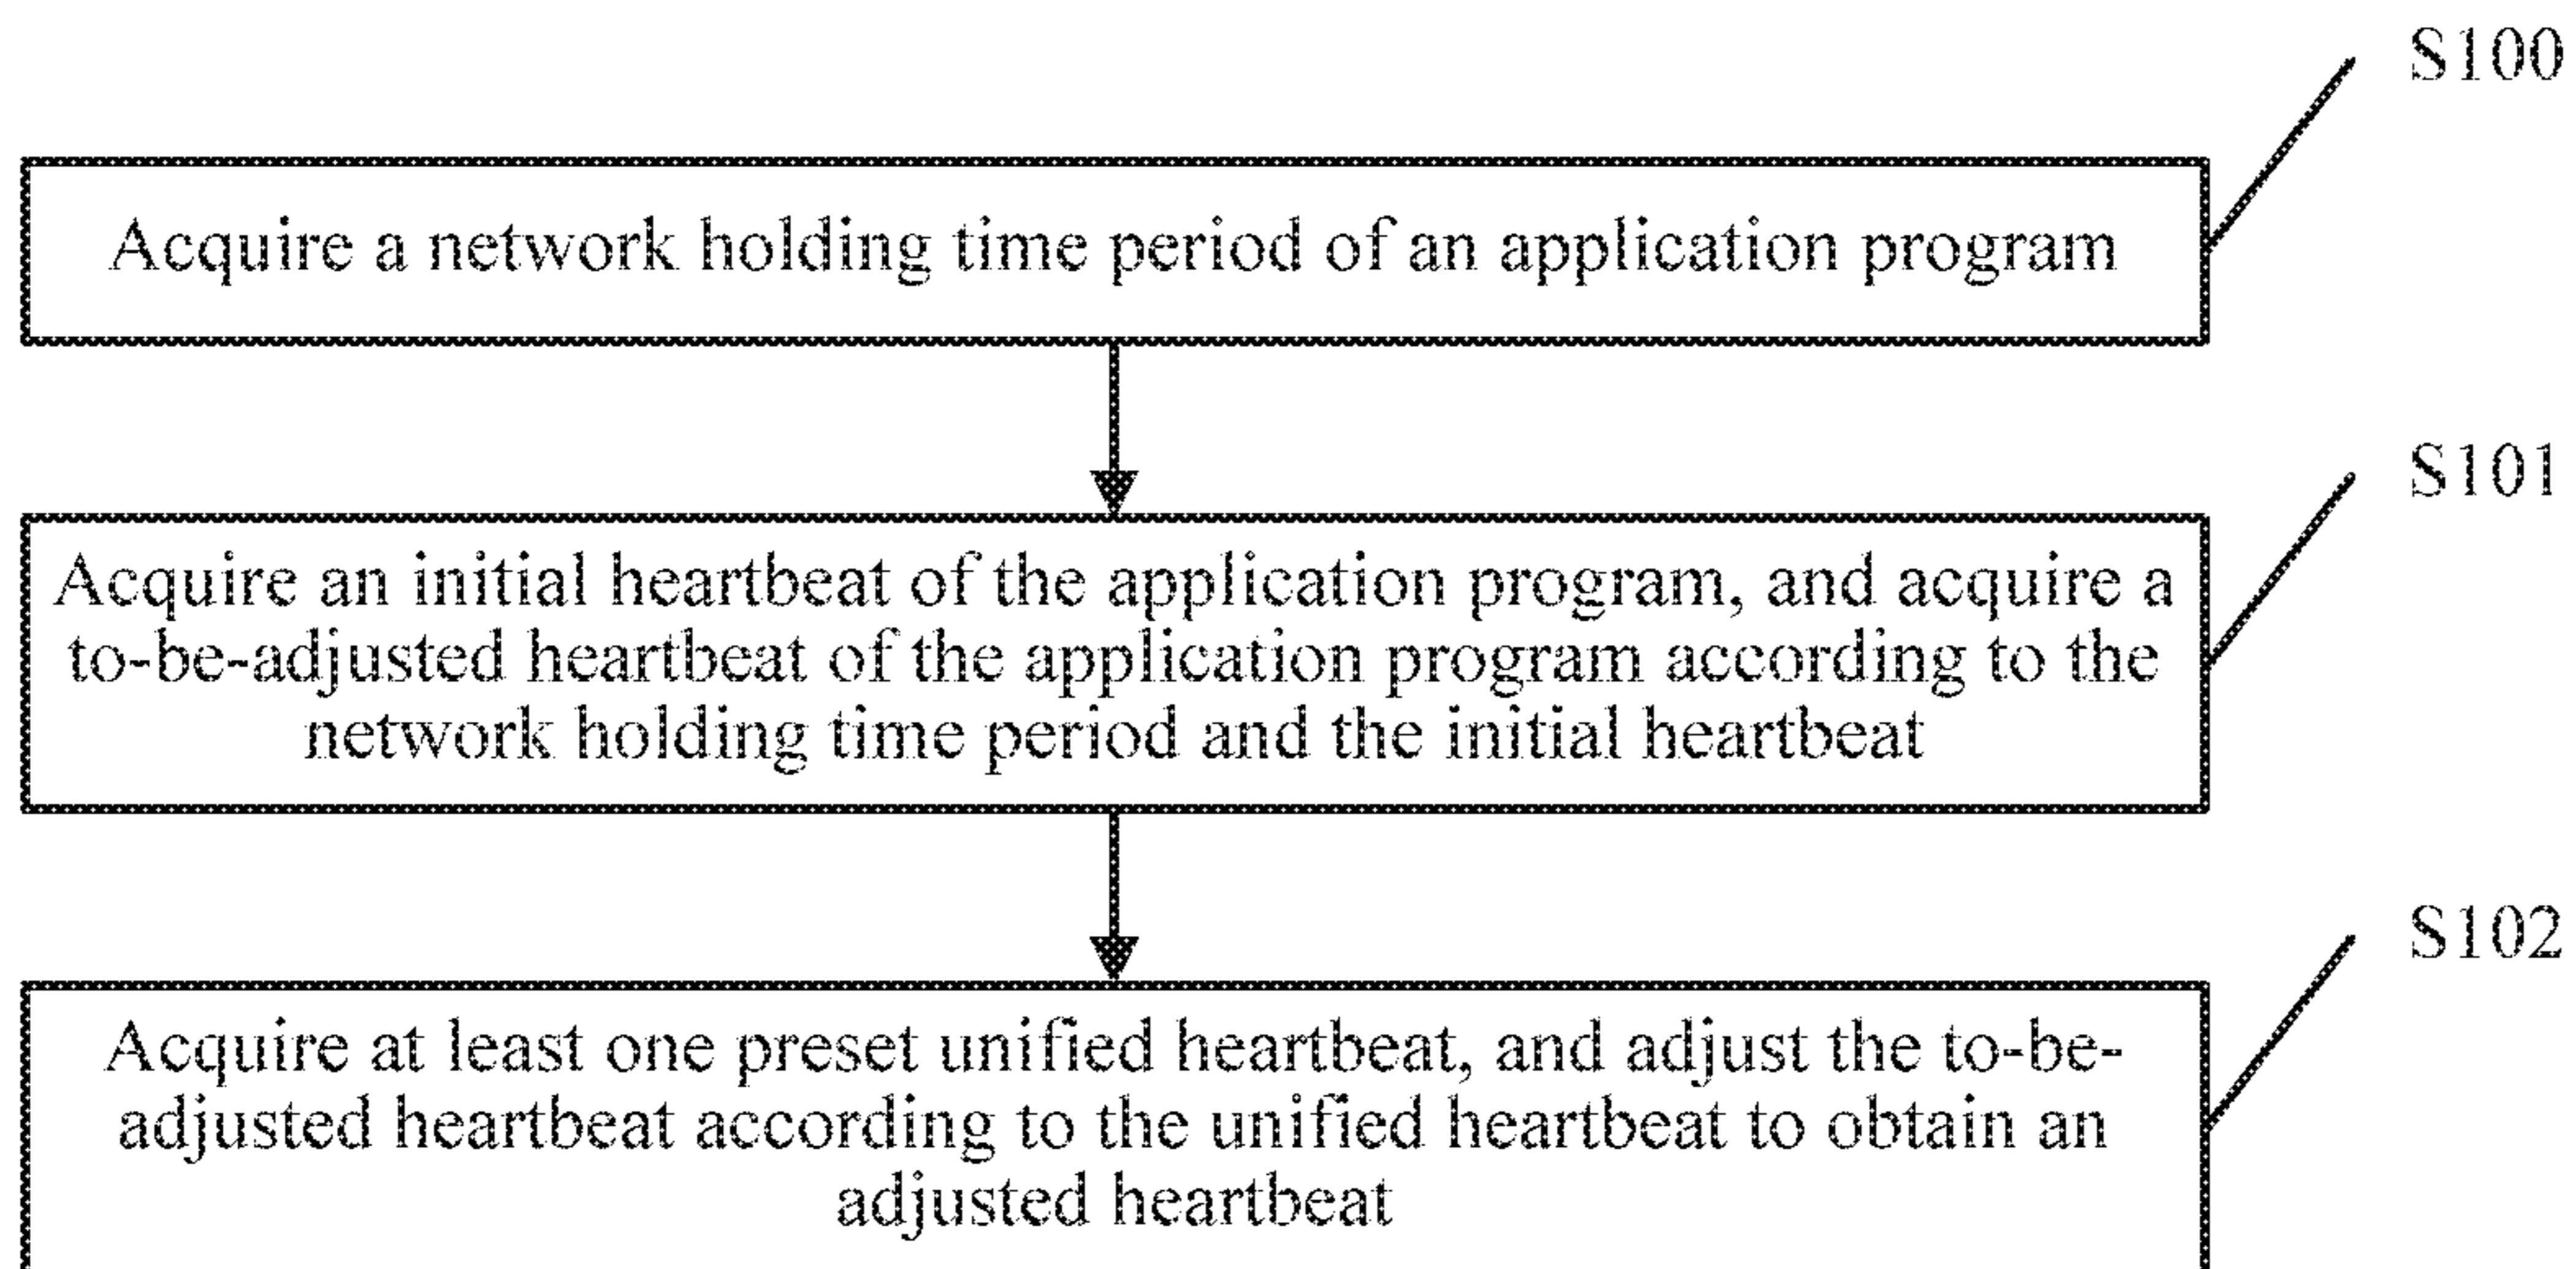 S100
Acquire a network holding time period of an application program
S101
Acquire an initial heartbeat of the application program, and acquire a
to-be-adjusted heartbeat of the application program according to the
network holding time period and the initial heartbeat
S102
Acquire at least one preset unified heartbeat, and adjust the to-be-
adjusted heartbeat according to the unified heartbeat to obtain an
adjusted heartbeat